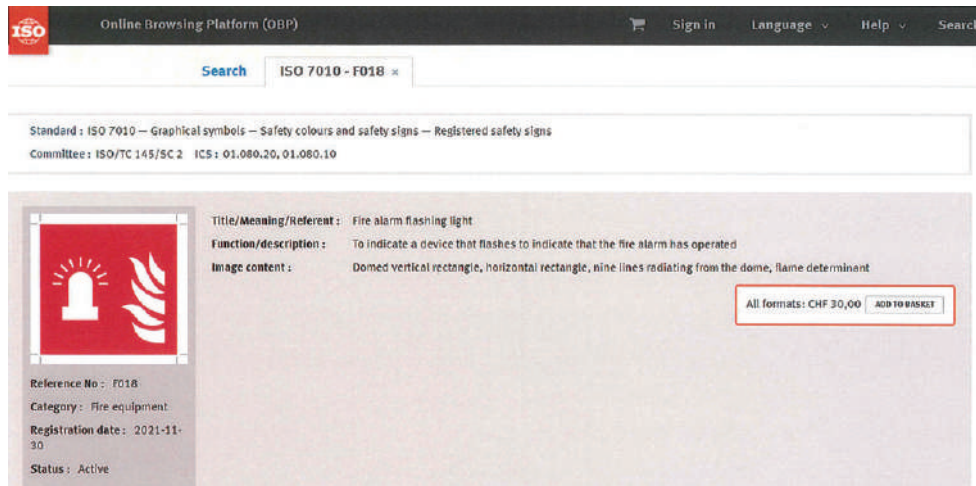 ISO
Online Browsing Platform (OBP)
Sign in
Language
Help
Search
Search
ISO 7010 - F018 ×
Standard : ISO 7010 — Graphical symbols — Safety colours and safety signs — Registered safety signs
Committee : ISO/TC 145/SC 2 ICS : 01.080.20, 01.080.10
Title/Meaning/Referent : Fire alarm flashing light
Function/description : To indicate a device that flashes to indicate that the fire alarm has operated
Image content : Domed vertical rectangle, horizontal rectangle, nine lines radiating from the dome, flame determinant
All formats: CHF 30,00 ADD TO BASKET
Reference No : F018
Category : Fire equipment
Registration date : 2021-11-
30
Status : Active